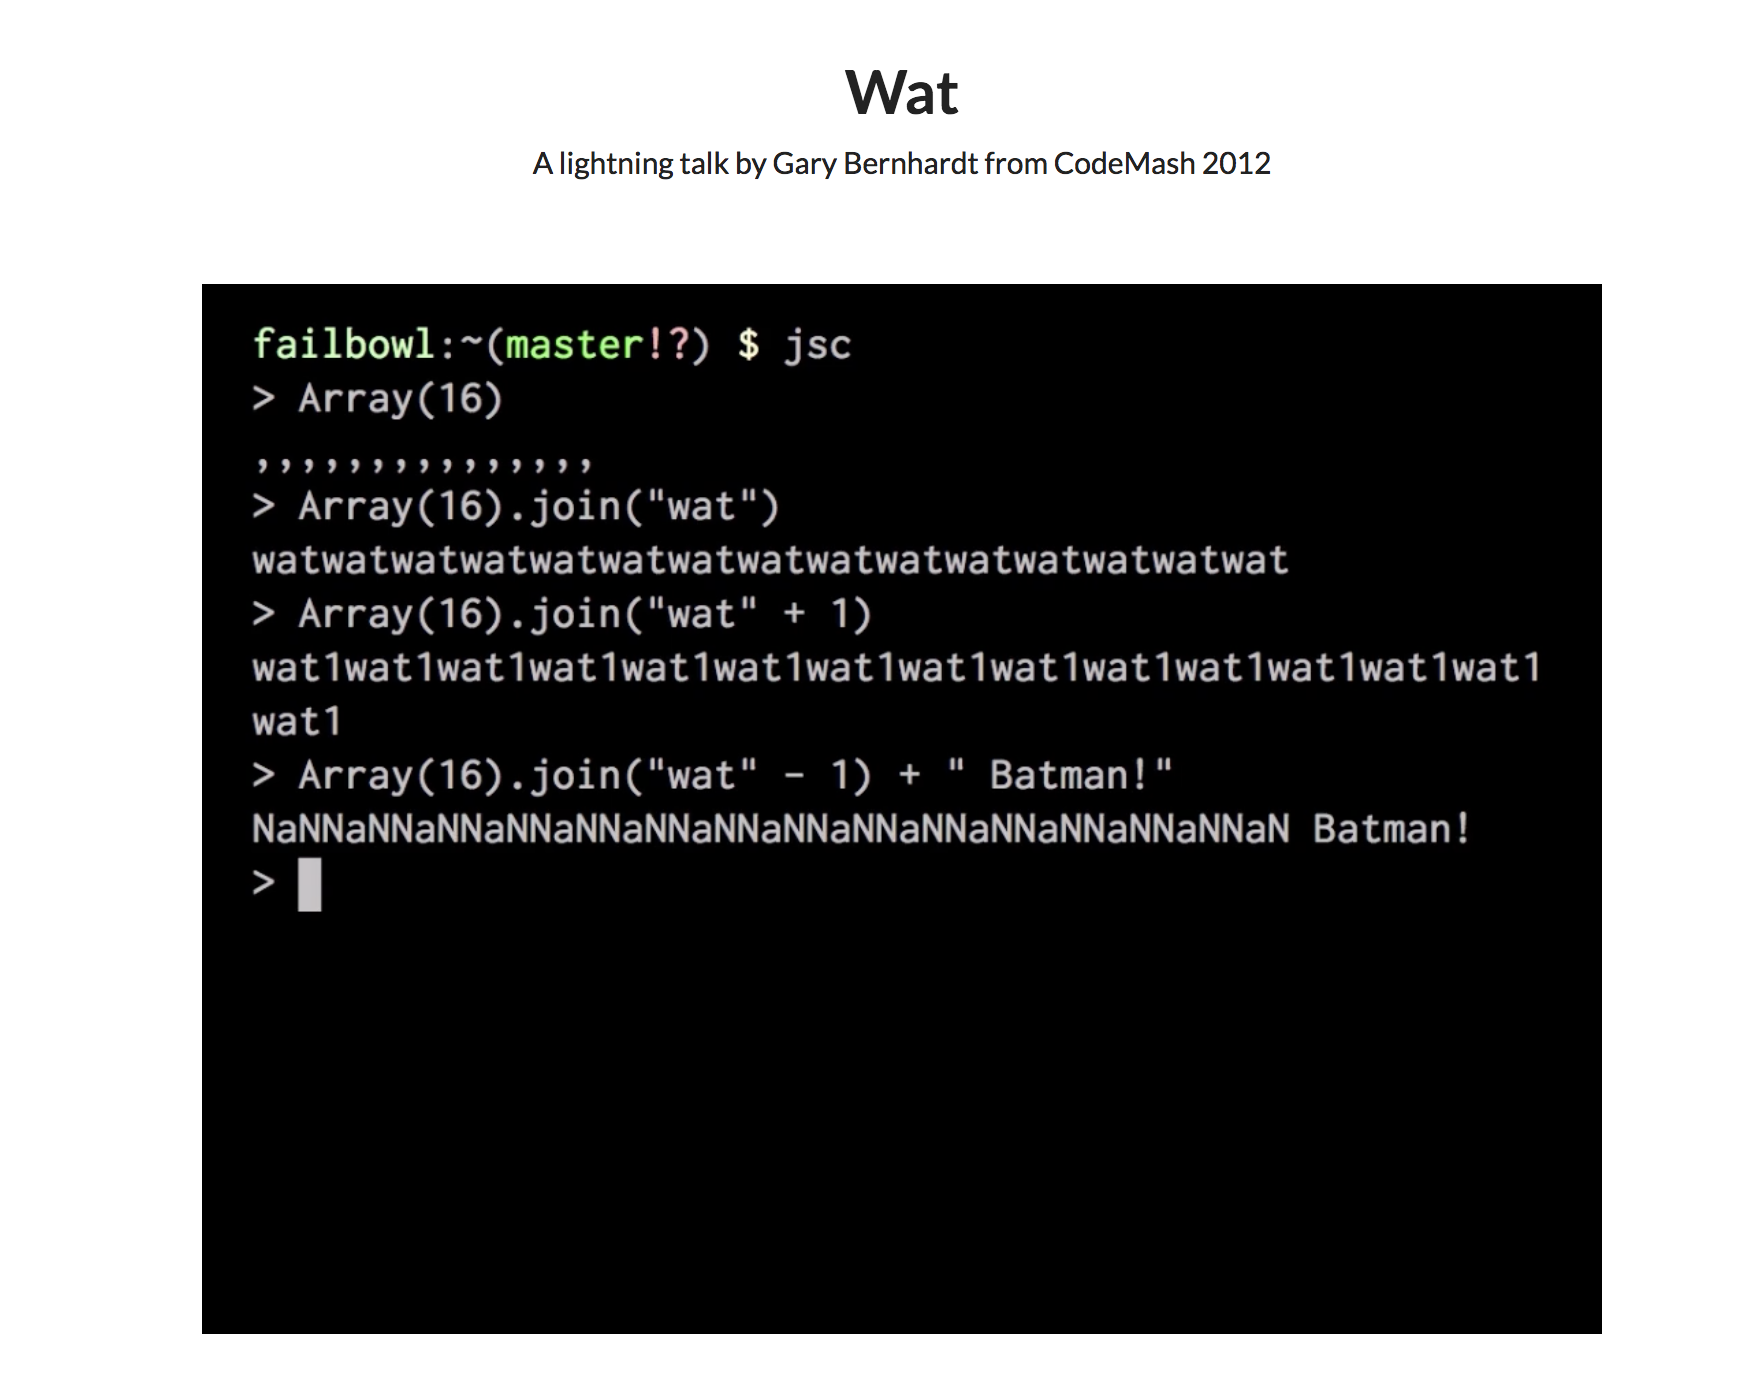 Wat
A lightning talk by Gary Bernhardt from CodeMash 2012
failbowl:~(master!?) $ jsc
> Array(16)
,,,,,,,,,,,,,,,
> Array(16).join("wat")
watwatwatwatwatwatwatwatwatwatwatwatwatwatwat
> Array(16).join("wat" + 1)
wat1wat1wat1wat1wat1wat1wat1wat1wat1wat1wat1wat1wat1wat1
wat1
> Array(16).join("wat" - 1) + " Batman!"
NaNNaNNaNNaNNaNNaNNaNNaNNaNNaNNaNNaNNaNNaNNaN Batman!
>